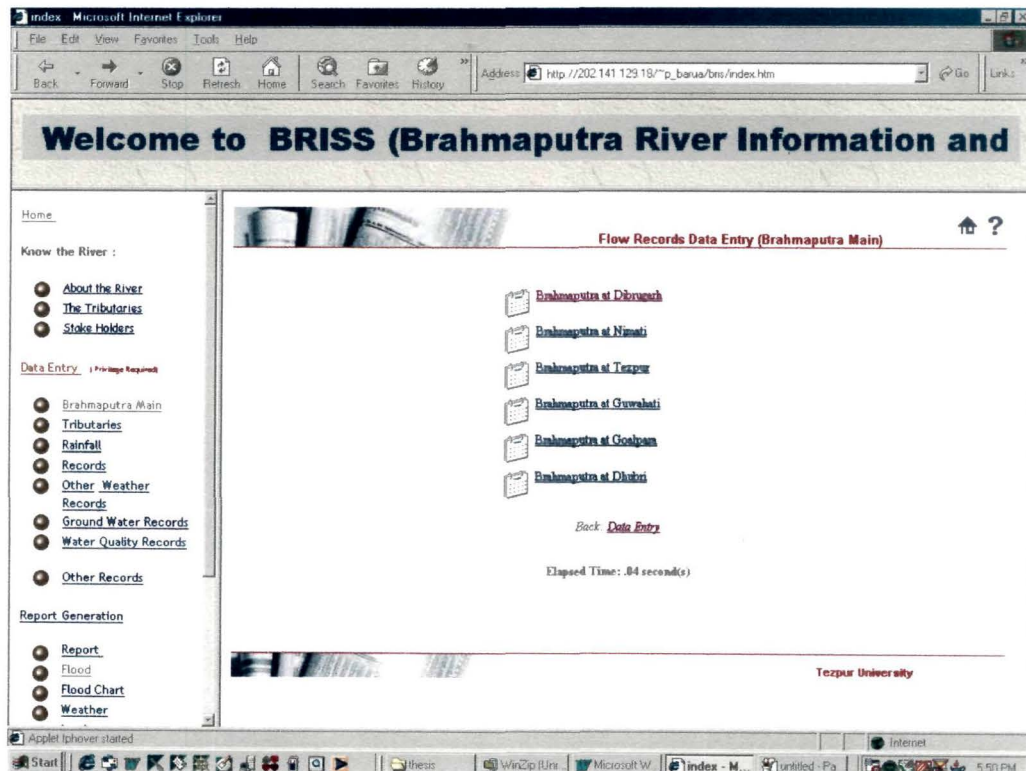 index Microsoft Internet Explorer
File Edit View Favorites Tools Help
Back Forward Stop Refresh Home Search Favorites History » Address http://202.141.129.18/~p_barua/bris/index.htm Go Links »
Welcome to BRISS (Brahmaputra River Information and
Home
Know the River :
About the River
The Tributaries
Stake Holders
Data Entry ( Privilege Required)
Brahmaputra Main
Tributaries
Rainfall
Records
Other Weather
Records
Ground Water Records
Water Quality Records
Other Records
Report Generation
Report
Flood
Flood Chart
Weather
Flow Records Data Entry (Brahmaputra Main)
?
Brahmaputra at Dibrugarh
Brahmaputra at Nimati
Brahmaputra at Tezpur
Brahmaputra at Guwahati
Brahmaputra at Goalpara
Brahmaputra at Dhubri
Back: Data Entry
Elapsed Time: .04 second(s)
Tezpur University
Applet Iphover started Internet
Start thesis WinZip (Unr... Microsoft W... index - M... untitled - Pa... 5:50 PM